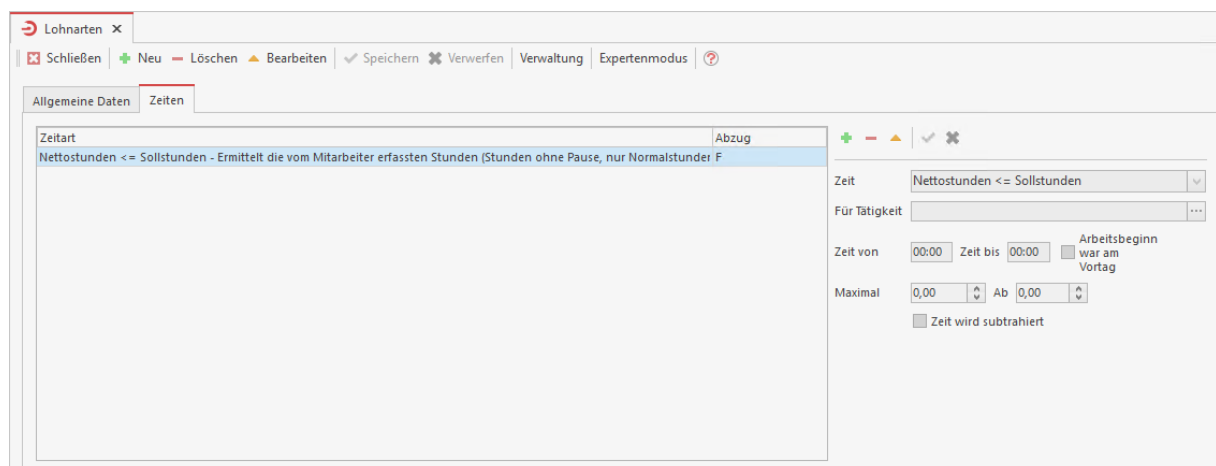 Lohnarten
Schließen Neu Löschen Bearbeiten Speichern Verwerfen Verwaltung Expertenmodus ?
Allgemeine Daten Zeiten
Zeitart Abzug
Nettostunden <= Sollstunden - Ermittelt die vom Mitarbeiter erfassten Stunden (Stunden ohne Pause, nur Normalstunden F
Zeit Nettostunden <= Sollstunden
Für Tätigkeit ...
Zeit von 00:00 Zeit bis 00:00 Arbeitsbeginn
war am
Vortag
Maximal 0,00 Ab 0,00
Zeit wird subtrahiert